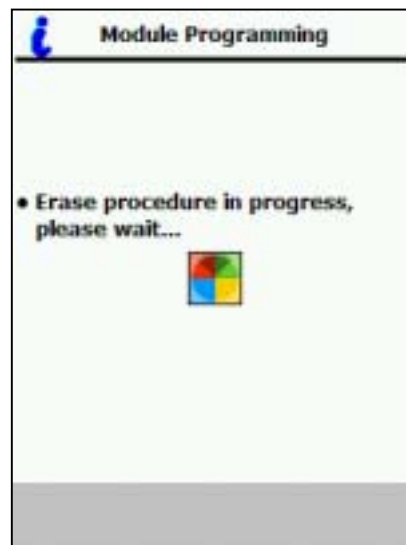 Module Programming
• Erase procedure in progress,
please wait...